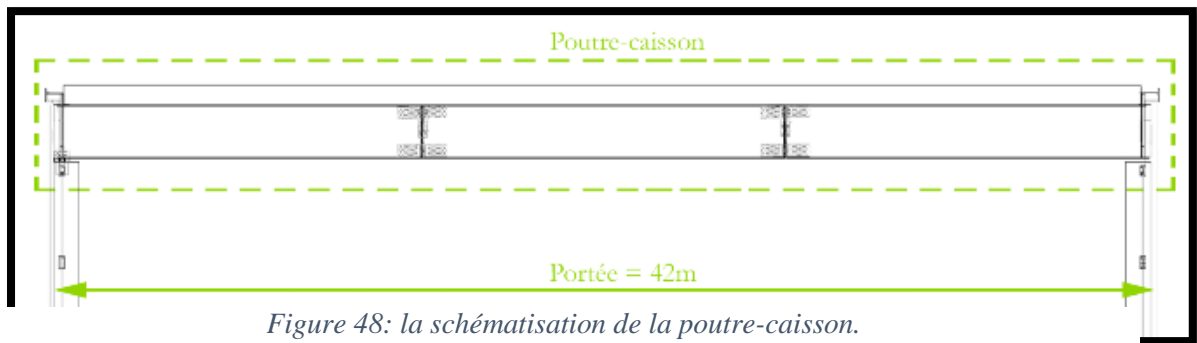 Poutre-caisson
Portée = 42m
Figure 48: la schématisation de la poutre-caisson.